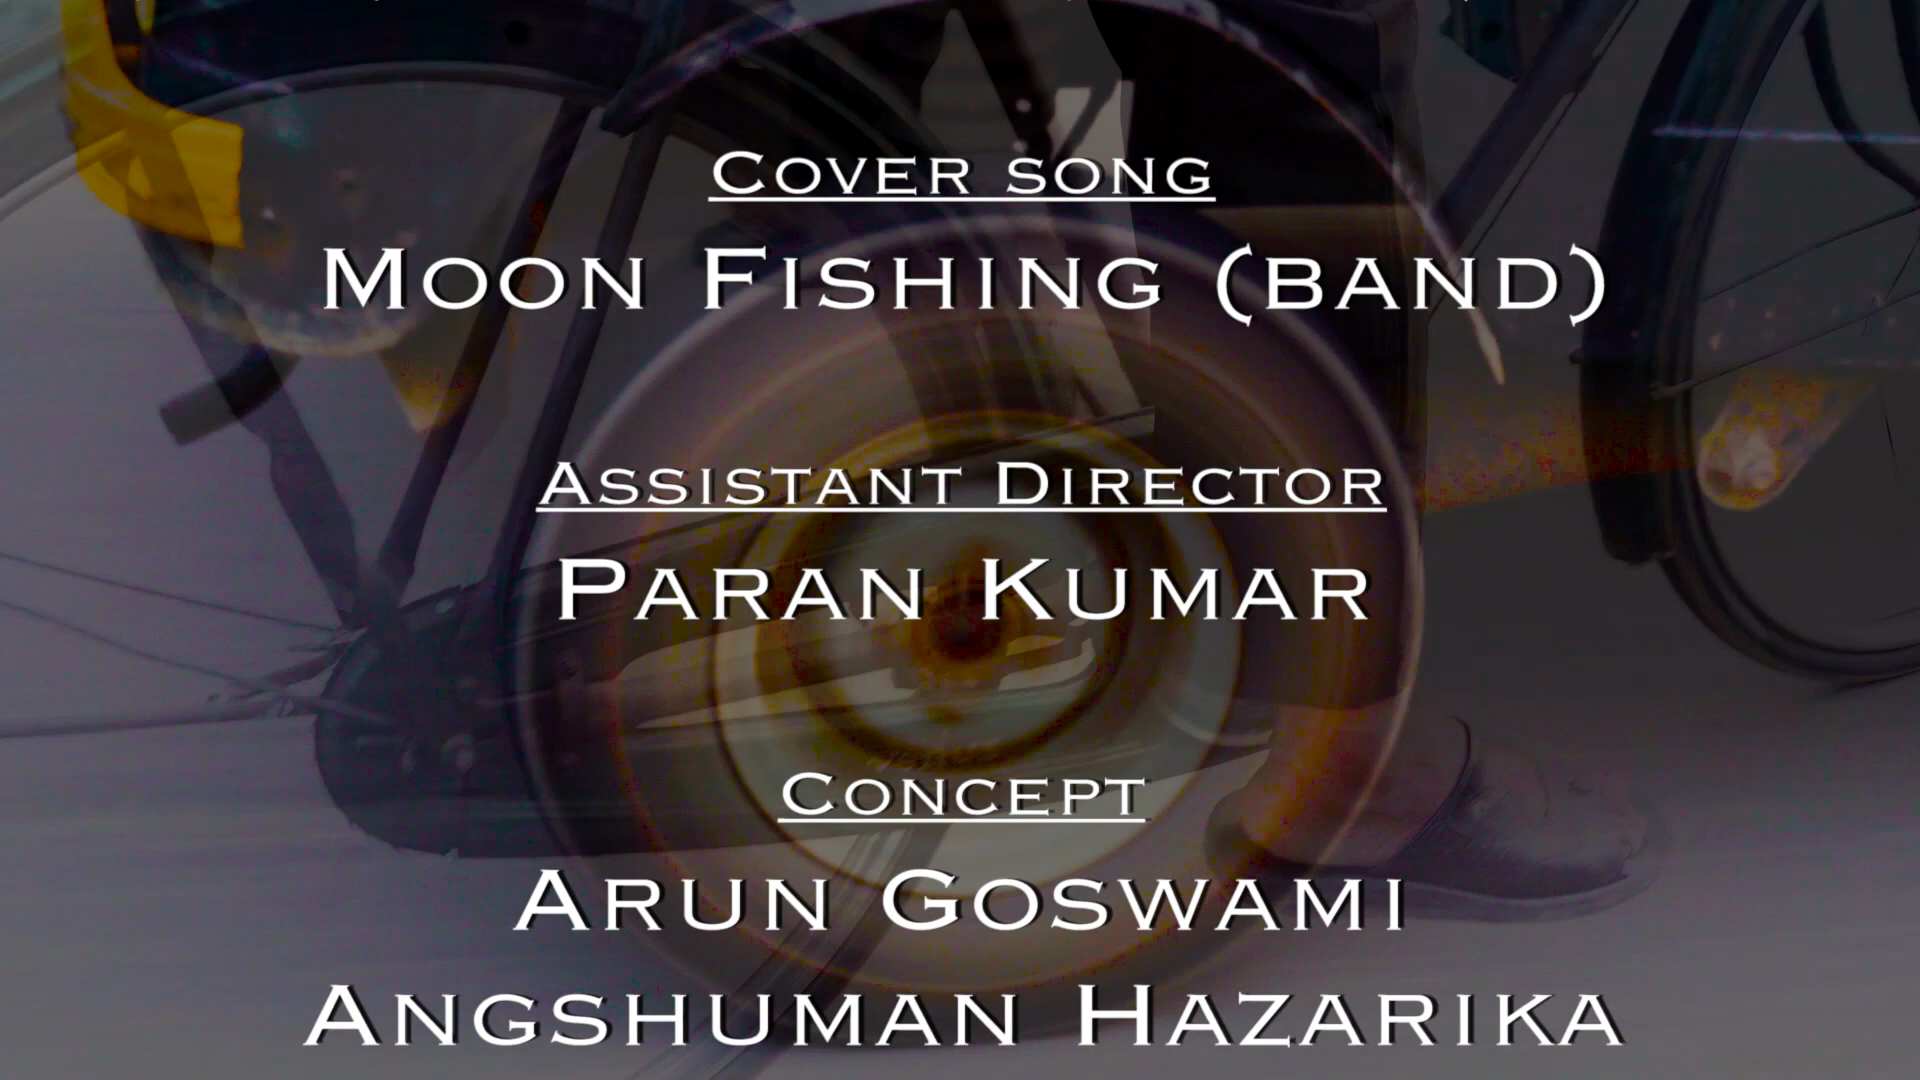 Cover song
Moon Fishing (band)
Assistant Director
Paran Kumar
Concept
Arun Goswami
Angshuman Hazarika